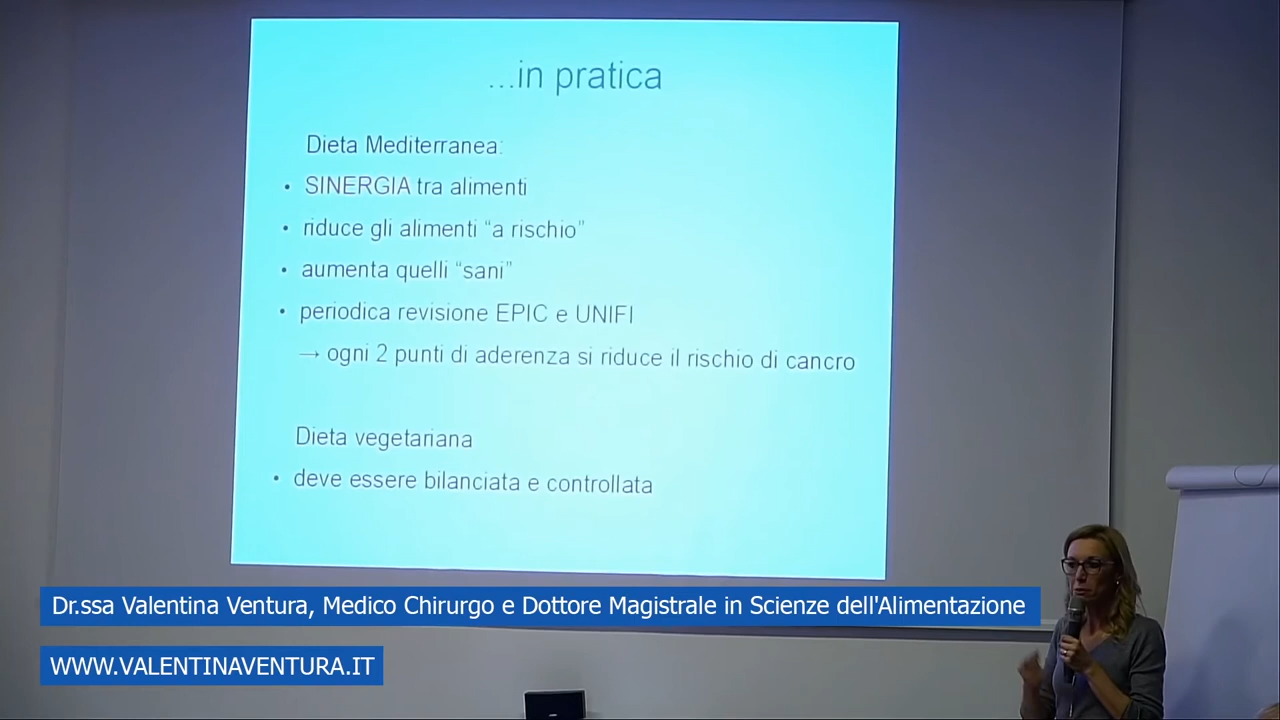 ...in pratica
Dieta Mediterranea:
• SINERGIA tra alimenti
• riduce gli alimenti “a rischio”
• aumenta quelli “sani”
• periodica revisione EPIC e UNIFI
→ ogni 2 punti di aderenza si riduce il rischio di cancro
Dieta vegetariana
• deve essere bilanciata e controllata
Dr.ssa Valentina Ventura, Medico Chirurgo e Dottore Magistrale in Scienze dell'Alimentazione
WWW.VALENTINAVENTURA.IT